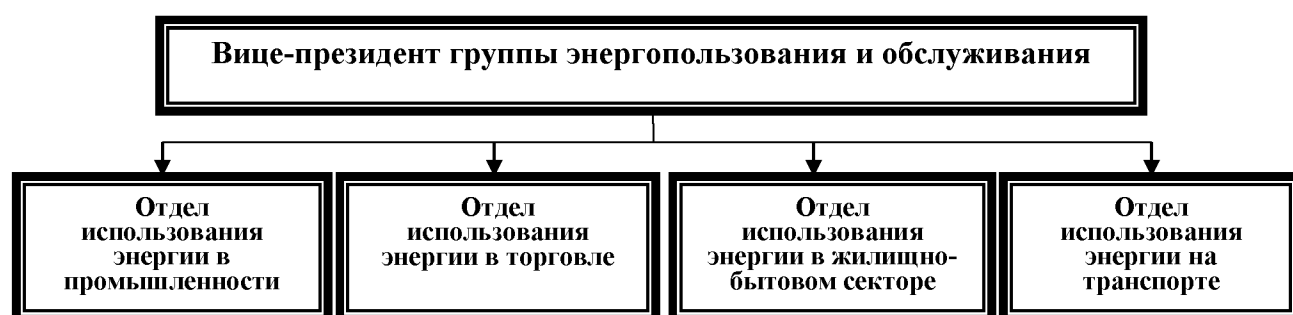 Вице-президент группы энергопользования и обслуживания
Отдел
использования
энергии в
промышленности
Отдел
использования
энергии в торговле
Отдел
использования
энергии в жилищно-
бытовом секторе
Отдел
использования
энергии на
транспорте